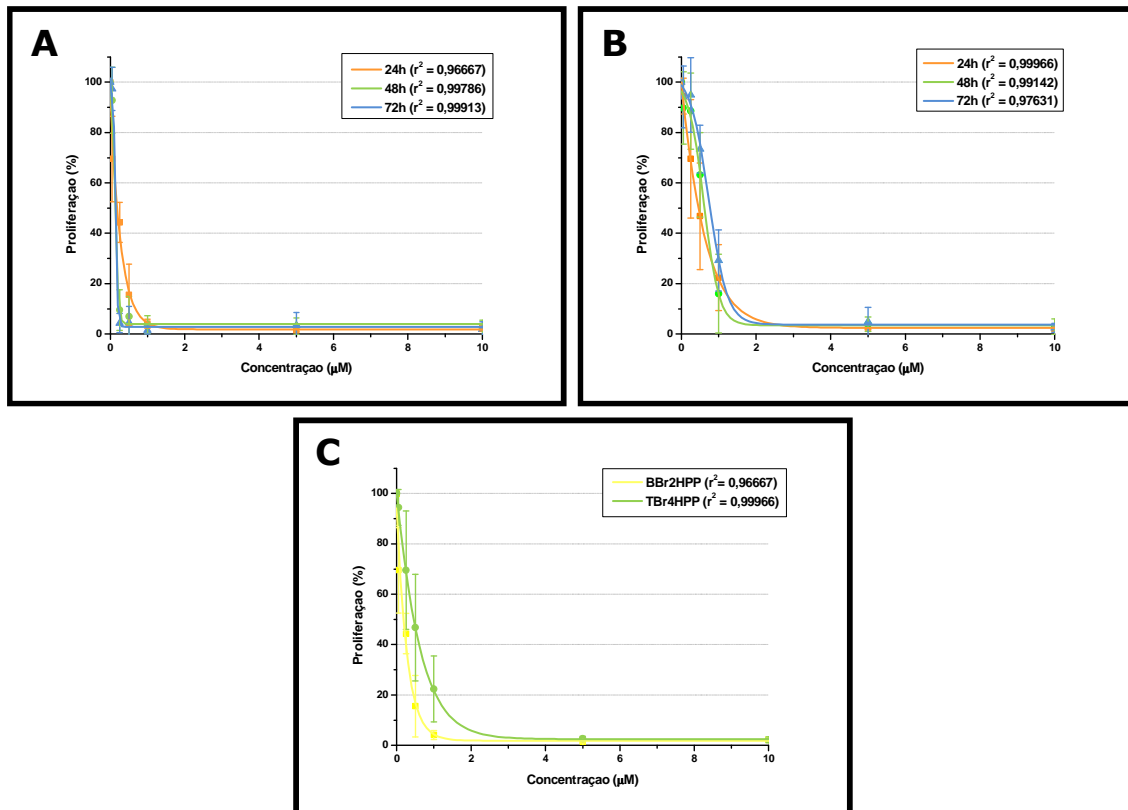 A
24h (r² = 0,96667)
48h (r² = 0,99786)
72h (r² = 0,99913)
100
80
60
40
20
0
Proliferaçao (%)
0 2 4 6 8 10
Concentraçao (μM)
B
24h (r² = 0,99966)
48h (r² = 0,99142)
72h (r² = 0,97631)
100
80
60
40
20
0
Proliferaçao (%)
0 2 4 6 8 10
Concentraçao (μM)
C
BBr2HPP (r²= 0,96667)
TBr4HPP (r² = 0,99966)
100
80
60
40
20
0
Proliferaçao (%)
0 2 4 6 8 10
Concentraçao (μM)